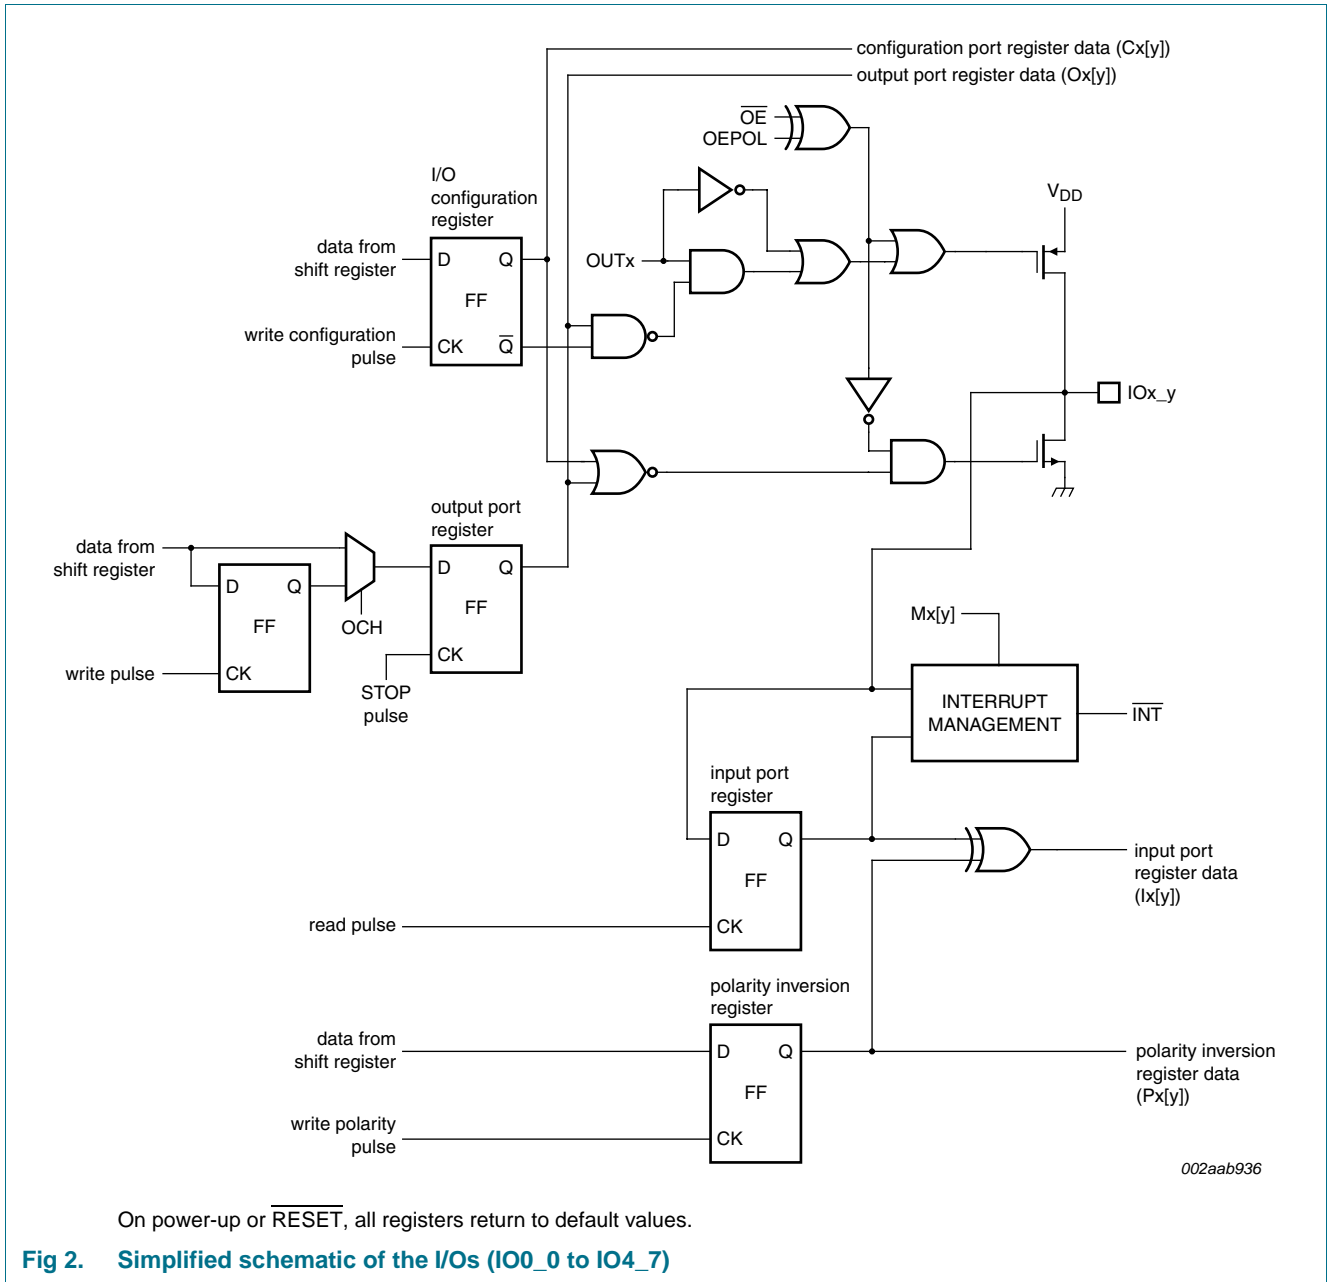 configuration port register data (Cx[y])
output port register data (Ox[y])
OE
OEPOL
I/O
configuration
register
VDD
data from
shift register
D
Q
FF
OUTx
write configuration
pulse
CK
Q
IOx_y
output port
register
data from
shift register
D
Q
FF
OCH
D
Q
FF
CK
write pulse
CK
STOP
pulse
Mx[y]
INTERRUPT
MANAGEMENT
INT
input port
register
D
Q
FF
CK
input port
register data
(Ix[y])
read pulse
polarity inversion
register
data from
shift register
D
Q
FF
CK
polarity inversion
register data
(Px[y])
write polarity
pulse
002aab936
On power-up or RESET, all registers return to default values.
Fig 2. Simplified schematic of the I/Os (IO0_0 to IO4_7)